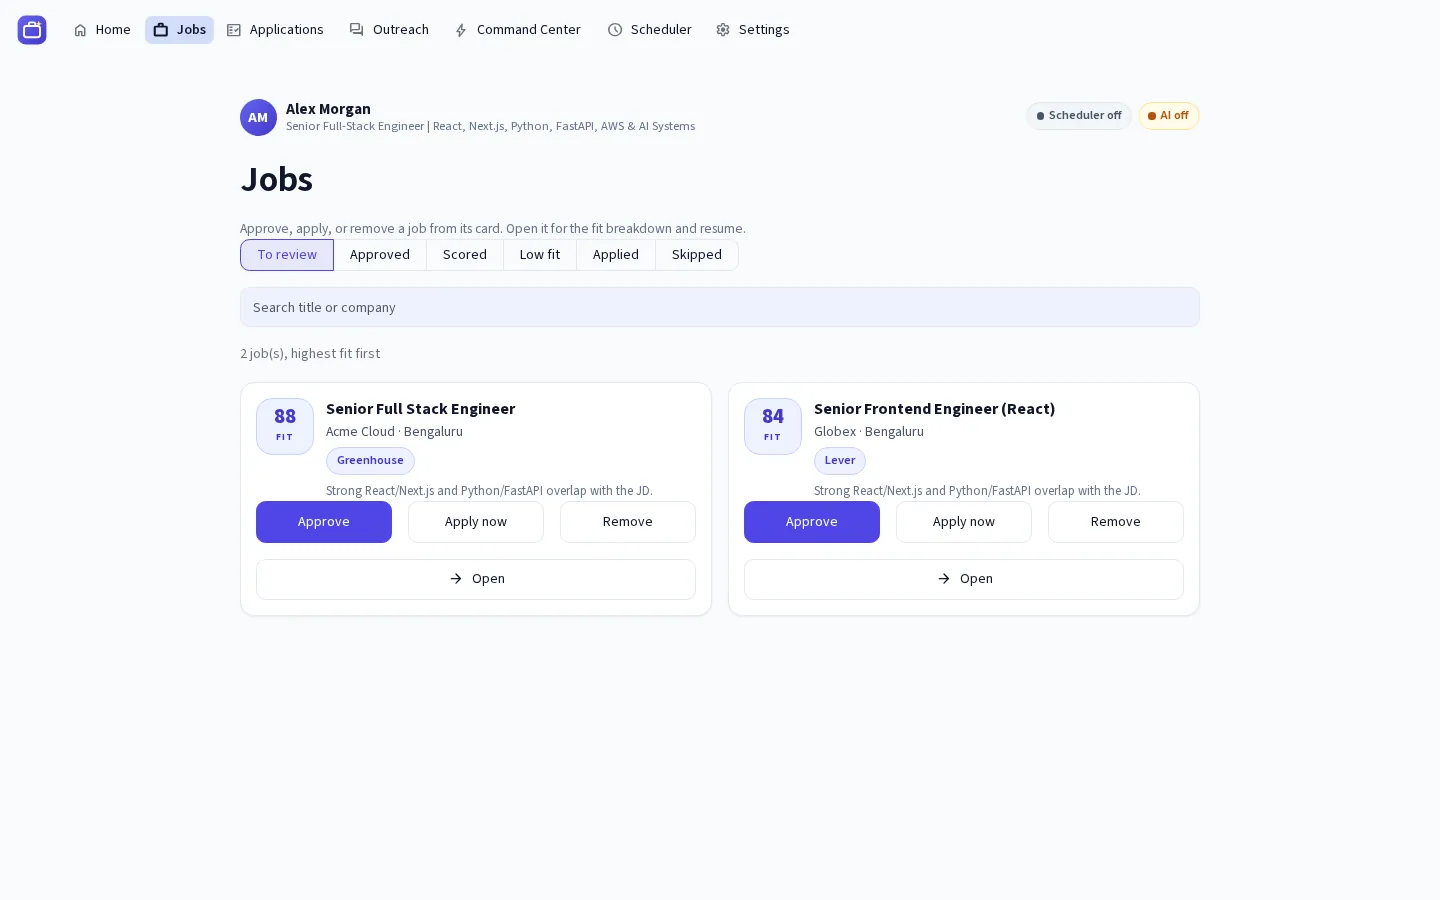 Home Jobs Applications Outreach Command Center Scheduler Settings
AM Alex Morgan
Senior Full-Stack Engineer | React, Next.js, Python, FastAPI, AWS & AI Systems
Scheduler off AI off
Jobs
Approve, apply, or remove a job from its card. Open it for the fit breakdown and resume.
To review Approved Scored Low fit Applied Skipped
Search title or company
2 job(s), highest fit first
88 FIT
Senior Full Stack Engineer
Acme Cloud · Bengaluru
Greenhouse
Strong React/Next.js and Python/FastAPI overlap with the JD.
Approve Apply now Remove
Open
84 FIT
Senior Frontend Engineer (React)
Globex · Bengaluru
Lever
Strong React/Next.js and Python/FastAPI overlap with the JD.
Approve Apply now Remove
Open